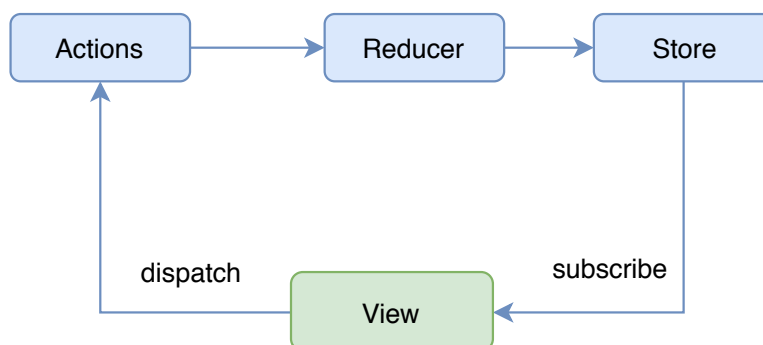 Actions
Reducer
Store
dispatch
subscribe
View